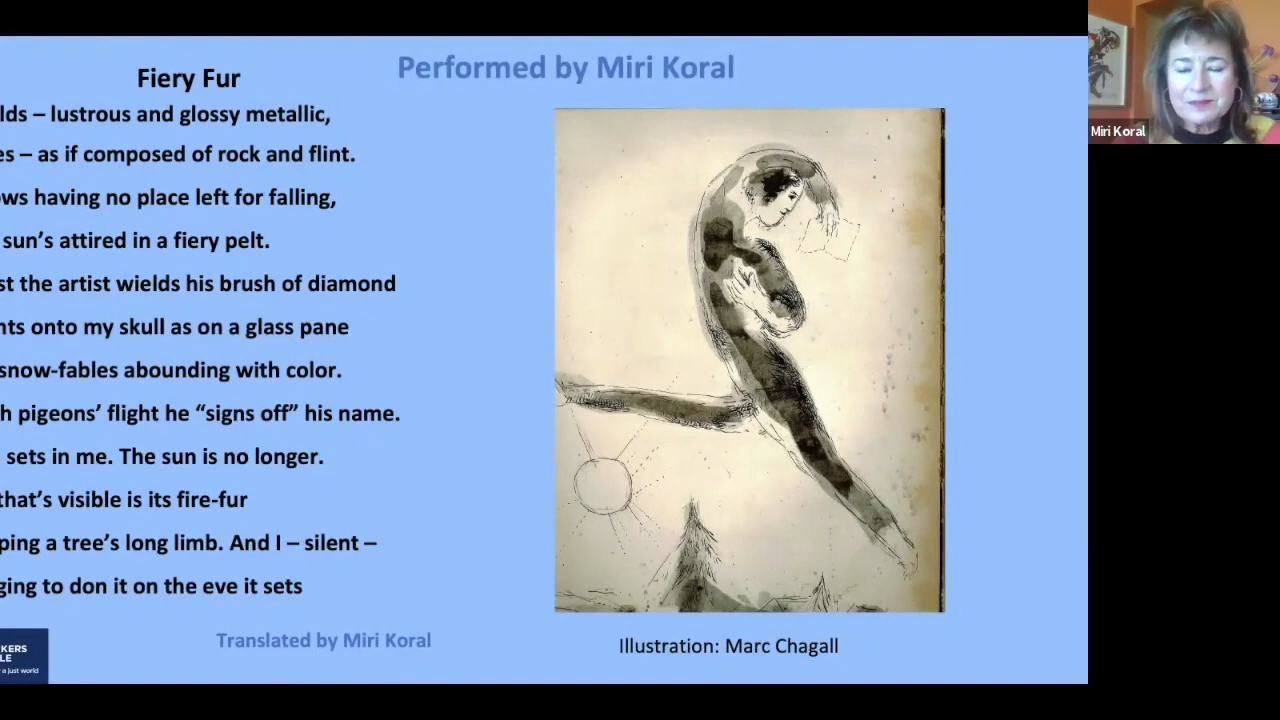 Performed by Miri Koral
Fiery Fur
lds – lustrous and glossy metallic,
es – as if composed of rock and flint.
ws having no place left for falling,
sun’s attired in a fiery pelt.
st the artist wields his brush of diamond
nts onto my skull as on a glass pane
snow-fables abounding with color.
h pigeons’ flight he “signs off” his name.
sets in me. The sun is no longer.
that’s visible is its fire-fur
ping a tree’s long limb. And I – silent –
ging to don it on the eve it sets
Translated by Miri Koral
Illustration: Marc Chagall
KERS
LE
a just world
Miri Koral